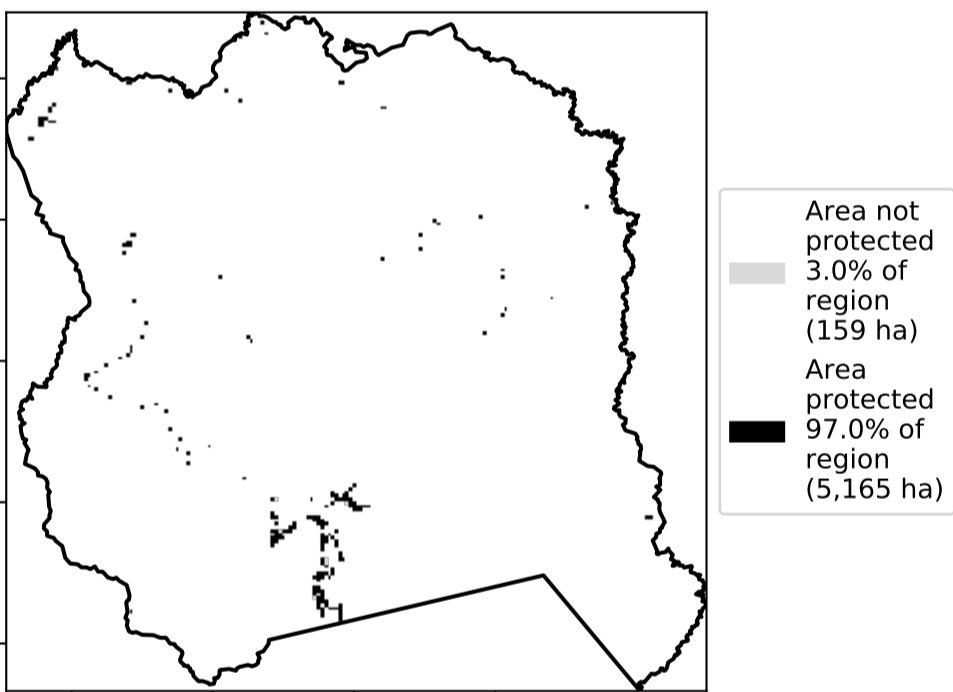 Area not
protected
3.0% of
region
(159 ha)
Area
protected
97.0% of
region
(5,165 ha)